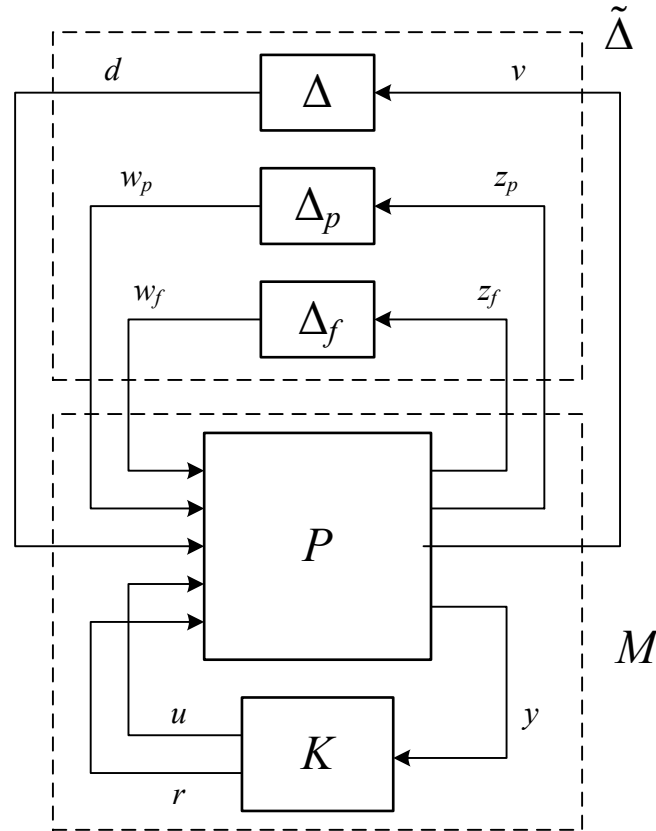 Δ̃
d Δ v
w_p Δ_p z_p
w_f Δ_f z_f
P
M
u K y
r